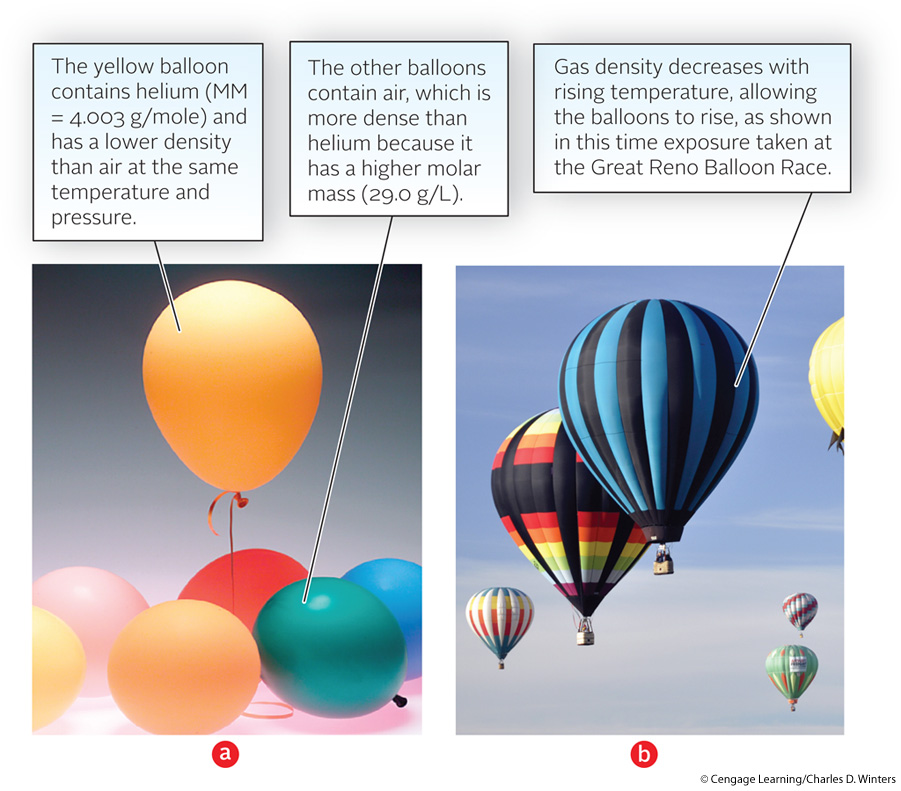 The yellow balloon
contains helium (MM
= 4.003 g/mole) and
has a lower density
than air at the same
temperature and
pressure.
The other balloons
contain air, which is
more dense than
helium because it
has a higher molar
mass (29.0 g/L).
Gas density decreases with
rising temperature, allowing
the balloons to rise, as shown
in this time exposure taken at
the Great Reno Balloon Race.
a
b
© Cengage Learning/Charles D. Winters